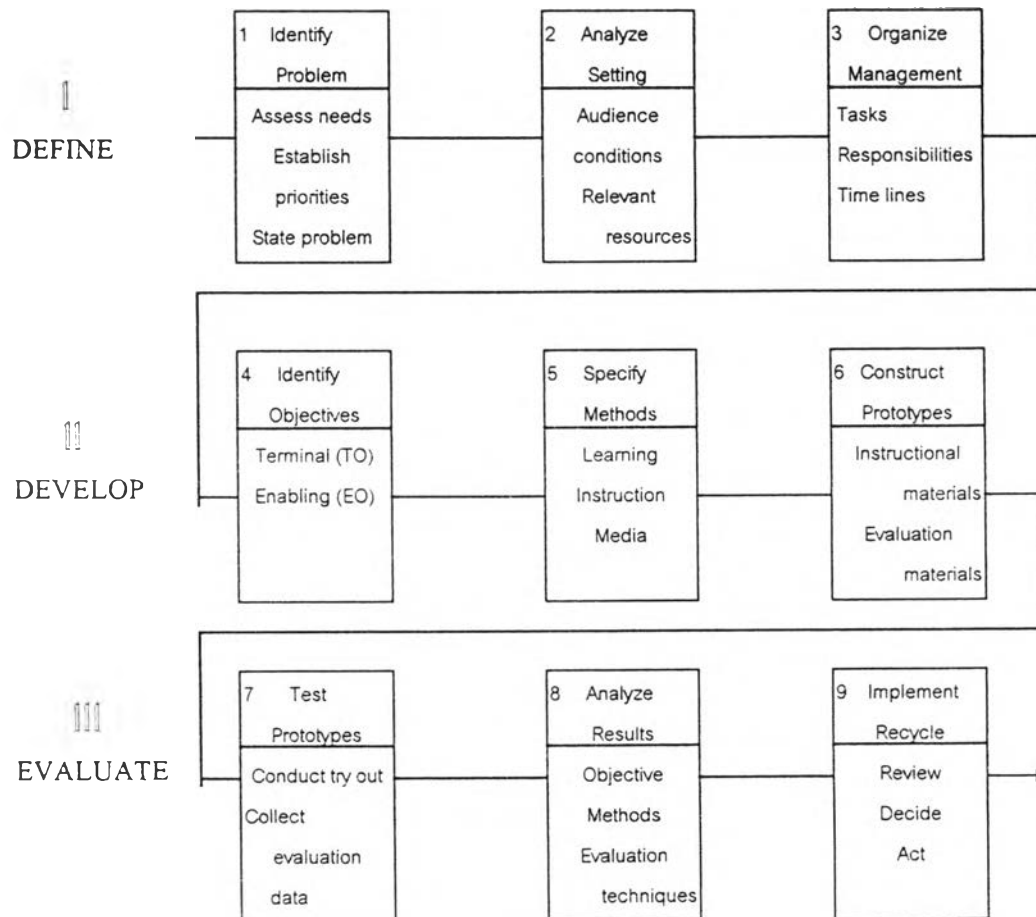 I
DEFINE
1 Identify
Problem
Assess needs
Establish
priorities
State problem
2 Analyze
Setting
Audience
conditions
Relevant
resources
3 Organize
Management
Tasks
Responsibilities
Time lines
II
DEVELOP
4 Identify
Objectives
Terminal (TO)
Enabling (EO)
5 Specify
Methods
Learning
Instruction
Media
6 Construct
Prototypes
Instructional
materials
Evaluation
materials
III
EVALUATE
7 Test
Prototypes
Conduct try out
Collect
evaluation
data
8 Analyze
Results
Objective
Methods
Evaluation
techniques
9 Implement
Recycle
Review
Decide
Act